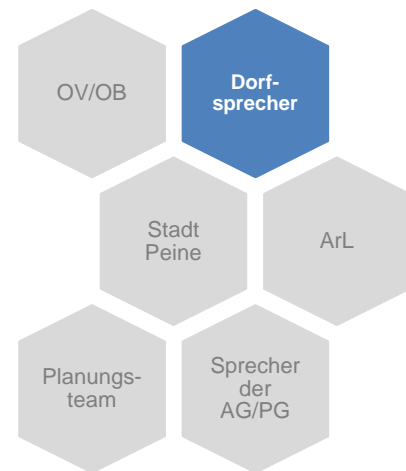 OV/OB
Dorf-
sprecher
Stadt
Peine
ArL
Planungs-
team
Sprecher
der
AG/PG